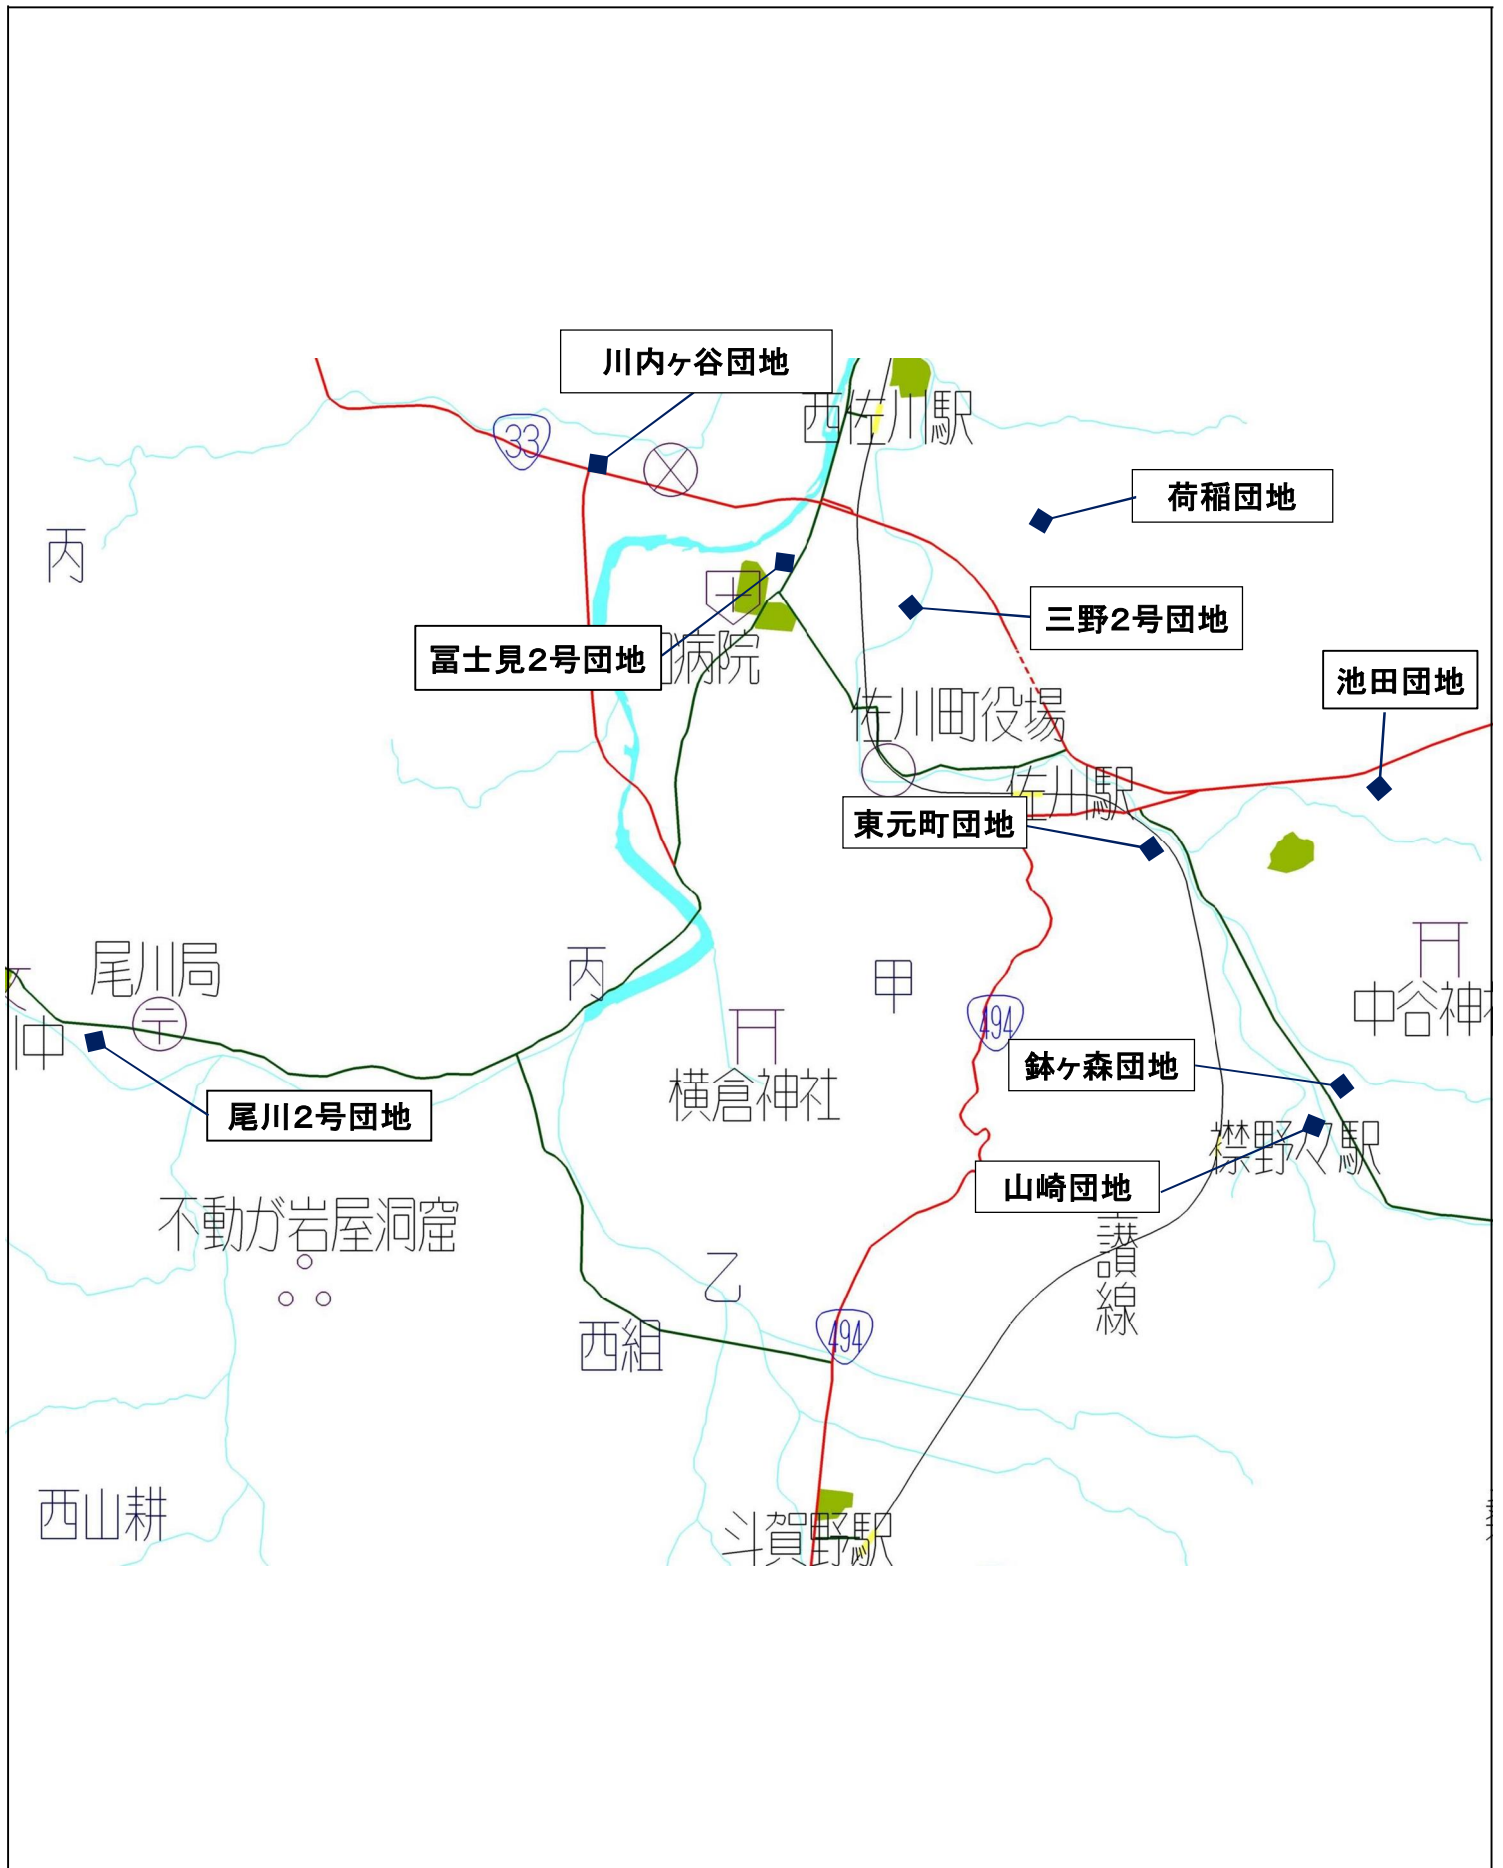 川内ヶ谷団地
西佐川駅
33
荷稲団地
丙
三野2号団地
冨士見2号団地
病院
池田団地
佐川町役場
佐川駅
東元町団地
尾川局
丙
甲
中谷神
494
中
鉢ヶ森団地
横倉神社
尾川2号団地
襟野々駅
山崎団地
不動が岩屋洞窟
讃線
乙
494
西組
西山耕
斗賀野駅